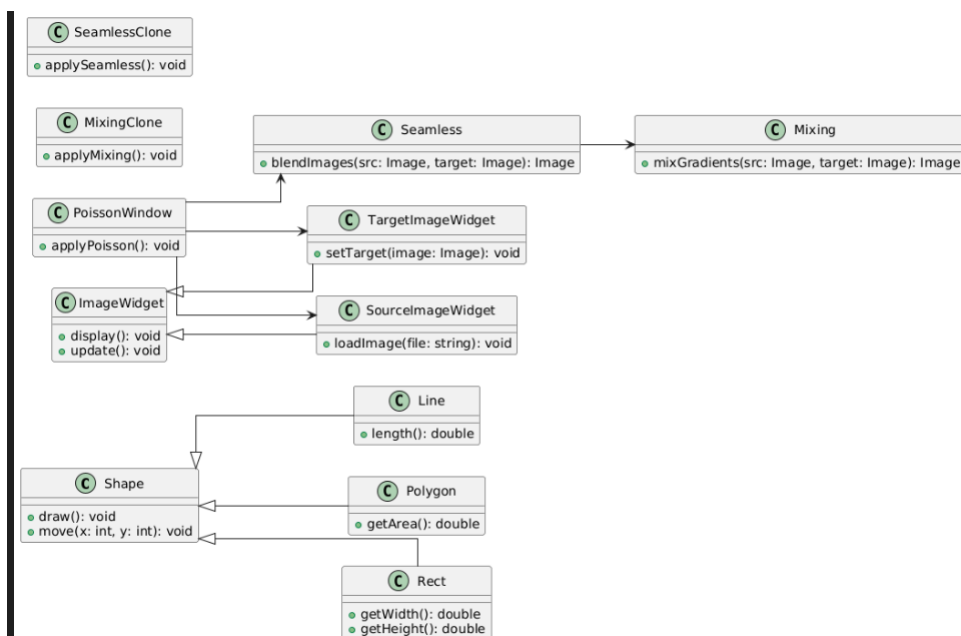 C SeamlessClone
applySeamless(): void
C MixingClone
applyMixing(): void
C Seamless
blendImages(src: Image, target: Image): Image
C Mixing
mixGradients(src: Image, target: Image): Image
C PoissonWindow
applyPoisson(): void
C TargetImageWidget
setTarget(image: Image): void
C ImageWidget
display(): void
update(): void
C SourceImageWidget
loadImage(file: string): void
C Line
length(): double
C Shape
draw(): void
move(x: int, y: int): void
C Polygon
getArea(): double
C Rect
getWidth(): double
getHeight(): double